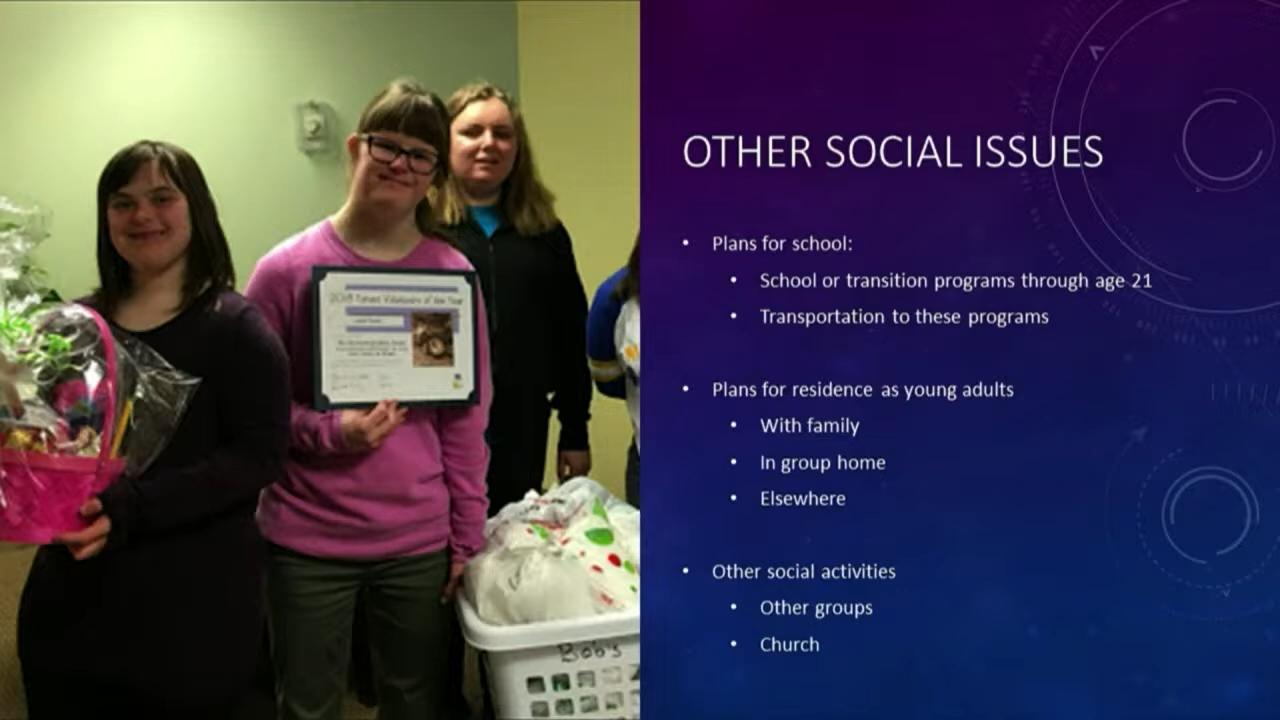 Volunteer of the Year
Bob's
OTHER SOCIAL ISSUES
• Plans for school:
• School or transition programs through age 21
• Transportation to these programs
• Plans for residence as young adults
• With family
• In group home
• Elsewhere
• Other social activities
• Other groups
• Church